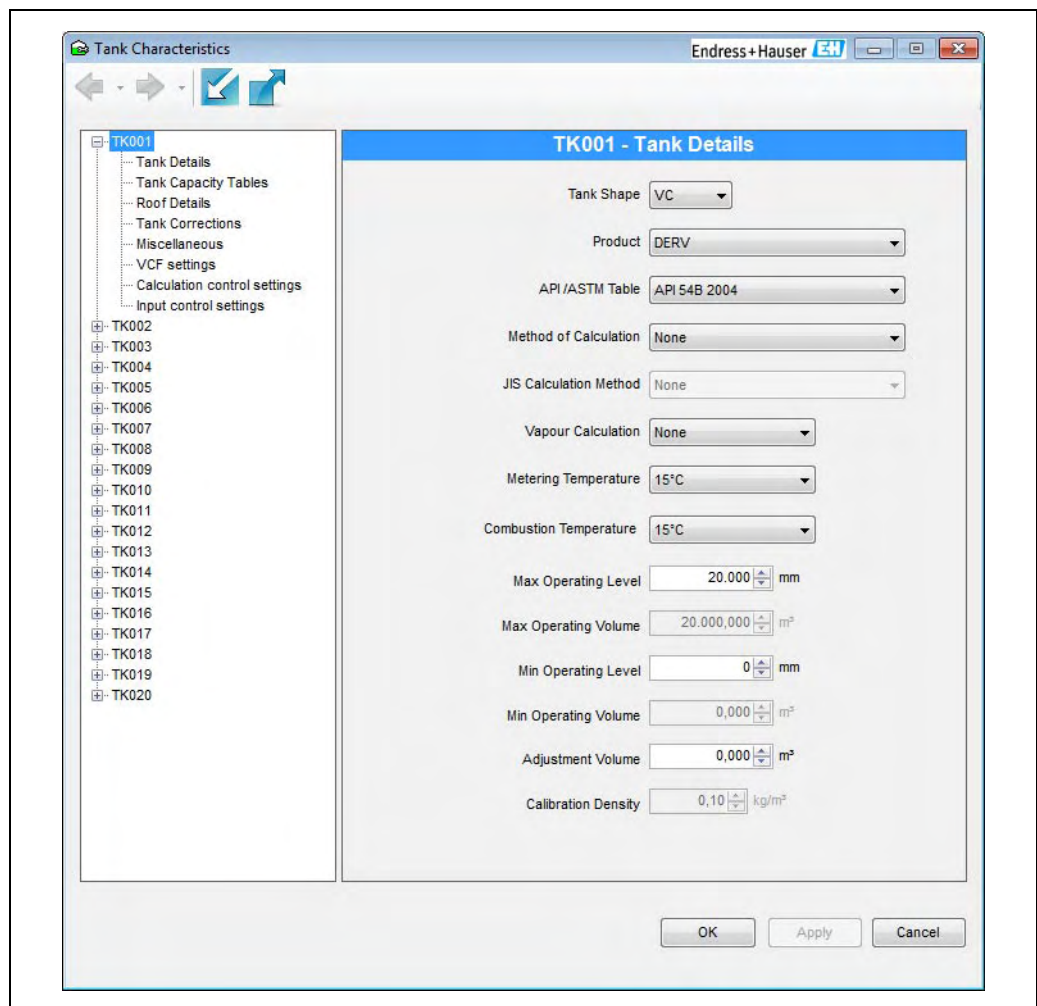 Tank Characteristics
Endress+Hauser EH
TK001
Tank Details
Tank Capacity Tables
Roof Details
Tank Corrections
Miscellaneous
VCF settings
Calculation control settings
Input control settings
TK002
TK003
TK004
TK005
TK006
TK007
TK008
TK009
TK010
TK011
TK012
TK013
TK014
TK015
TK016
TK017
TK018
TK019
TK020
TK001 - Tank Details
Tank Shape VC
Product DERV
API/ASTM Table API 54B 2004
Method of Calculation None
JIS Calculation Method None
Vapour Calculation None
Metering Temperature 15°C
Combustion Temperature 15°C
Max Operating Level 20.000 mm
Max Operating Volume 20.000,000 m³
Min Operating Level 0 mm
Min Operating Volume 0,000 m³
Adjustment Volume 0,000 m³
Calibration Density 0,10 kg/m³
OK Apply Cancel